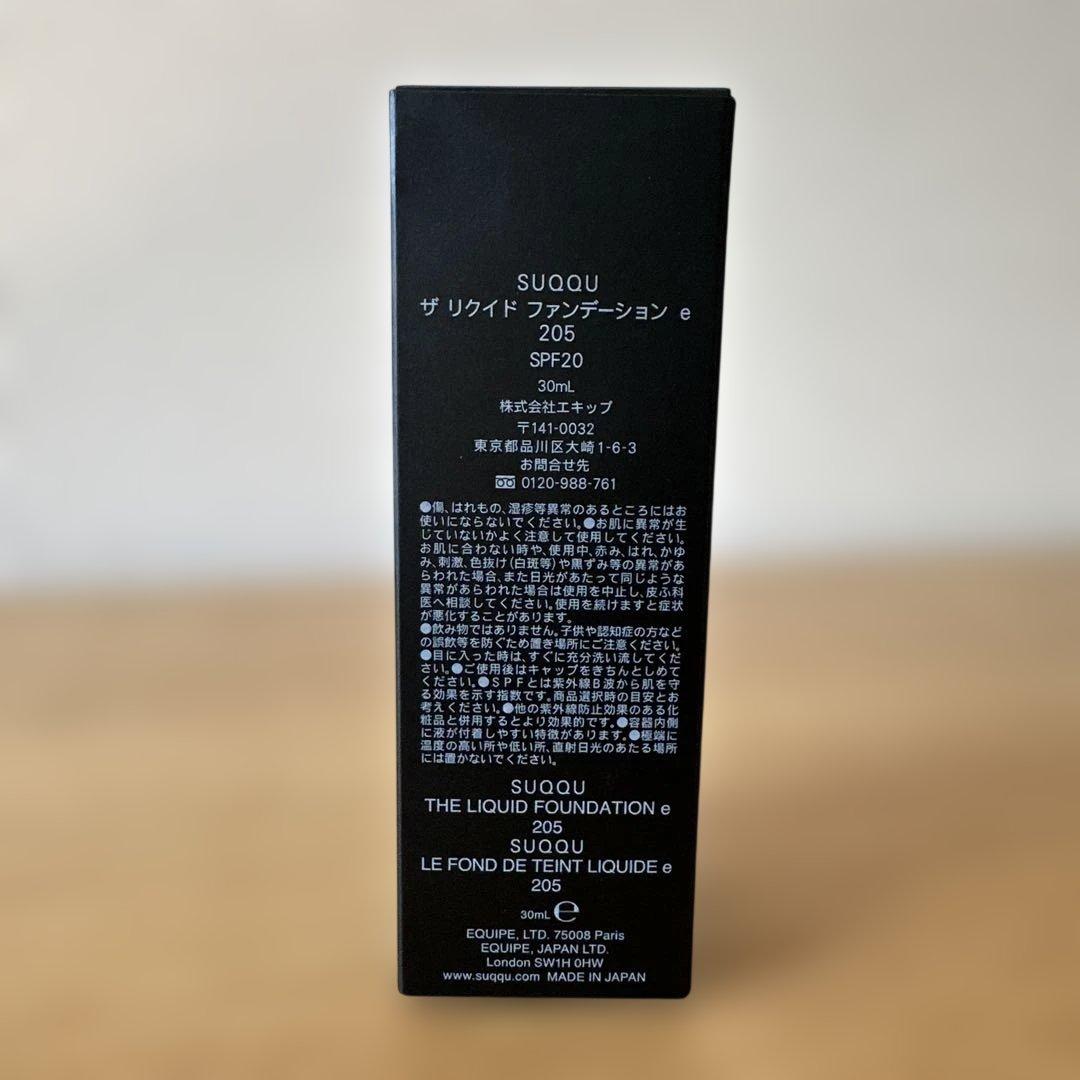 SUQQU
ザ リクイド ファンデーション e
205
SPF20
30mL
株式会社エキップ
〒141-0032
東京都品川区大崎1-6-3
お問合せ先
0120-988-761
●傷、はれもの、湿疹等異常のあるところにはお
使いにならないでください。●お肌に異常が生
じていないかよく注意して使用してください。
お肌に合わない時や、使用中、赤み、はれ、かゆ
み、刺激、色抜け(白斑等)や黒ずみ等の異常があ
らわれた場合、また日光があたって同じような
異常があらわれた場合は使用を中止し、皮ふ科
医へ相談してください。使用を続けますと症状
が悪化することがあります。
●飲み物ではありません。子供や認知症の方など
の誤飲等を防ぐため置き場所にご注意ください。
●目に入った時は、すぐに充分洗い流してくだ
さい。●ご使用後はキャップをきちんとしめて
ください。●SPFとは紫外線B波から肌を守
る効果を示す指数です。商品選択時の目安とお
考えください。●他の紫外線防止効果のある化
粧品と併用するとより効果的です。●容器内側
に液が付着しやすい特徴があります。●極端に
温度の高い所や低い所、直射日光のあたる場所
には置かないでください。
SUQQU
THE LIQUID FOUNDATION e
205
SUQQU
LE FOND DE TEINT LIQUIDE e
205
30mL ℮
EQUIPE, LTD. 75008 Paris
EQUIPE, JAPAN LTD.
London SW1H 0HW
www.suqqu.com MADE IN JAPAN